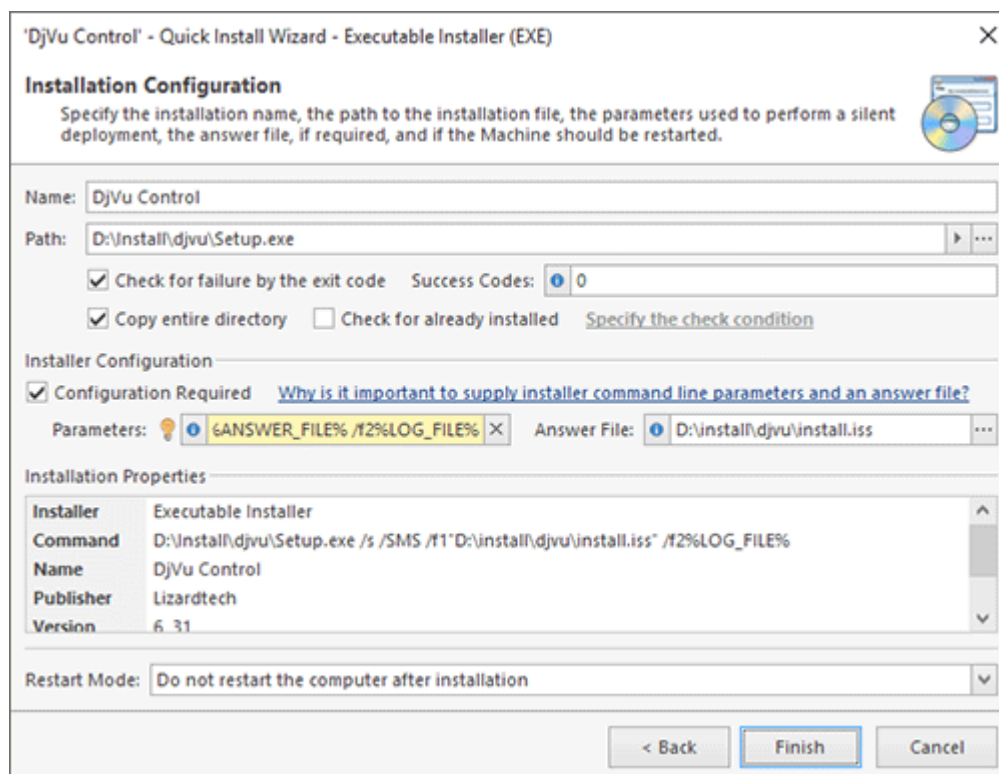 'DjVu Control' - Quick Install Wizard - Executable Installer (EXE)
Installation Configuration
Specify the installation name, the path to the installation file, the parameters used to perform a silent
deployment, the answer file, if required, and if the Machine should be restarted.
Name: DjVu Control
Path: D:\Install\djvu\Setup.exe
Check for failure by the exit code Success Codes: 0
Copy entire directory Check for already installed Specify the check condition
Installer Configuration
Configuration Required Why is it important to supply installer command line parameters and an answer file?
Parameters: %ANSWER_FILE% /f2%LOG_FILE% Answer File: D:\install\djvu\install.iss
Installation Properties
Installer Executable Installer
Command D:\Install\djvu\Setup.exe /s /SMS /f1"D:\install\djvu\install.iss" /f2%LOG_FILE%
Name DjVu Control
Publisher Lizardtech
Version 6, 31
Restart Mode: Do not restart the computer after installation
< Back Finish Cancel